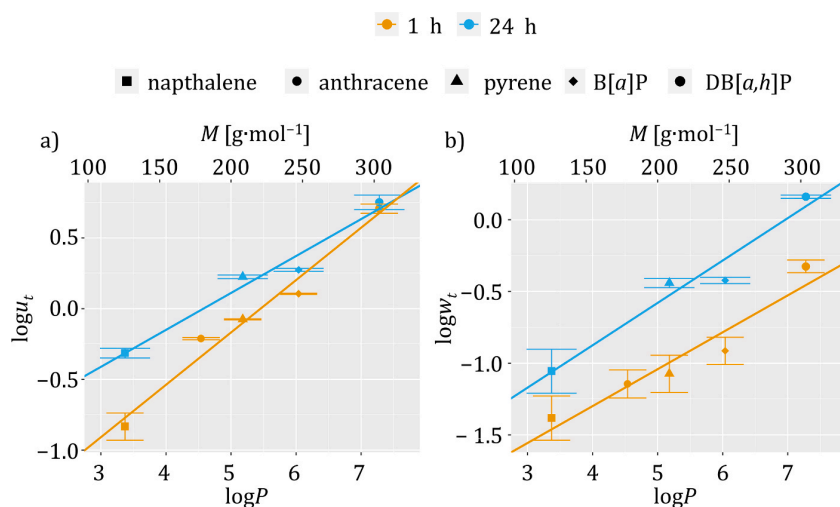 1 h 24 h
napthalene anthracene pyrene B[a]P DB[a,h]P
a) M [g·mol⁻¹]
100 150 200 250 300
0.5
0.0
−0.5
−1.0
logu_t
3 4 5 6 7
logP
b) M [g·mol⁻¹]
100 150 200 250 300
0.0
−0.5
−1.0
−1.5
logw_t
3 4 5 6 7
logP